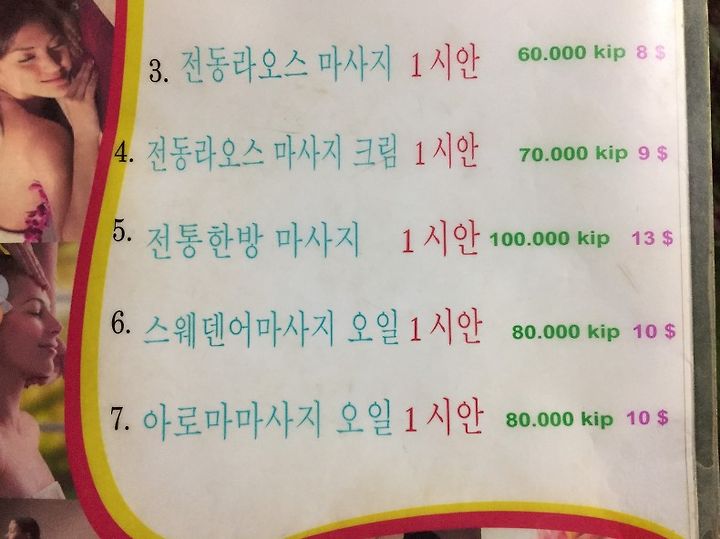 3. 전동라오스 마사지 1 시안 60.000 kip 8 $
4. 전동라오스 마사지 크림 1 시안 70.000 kip 9 $
5. 전통한방 마사지 1 시안 100.000 kip 13 $
6. 스웨덴어마사지 오일 1 시안 80.000 kip 10 $
7. 아로마마사지 오일 1 시안 80.000 kip 10 $